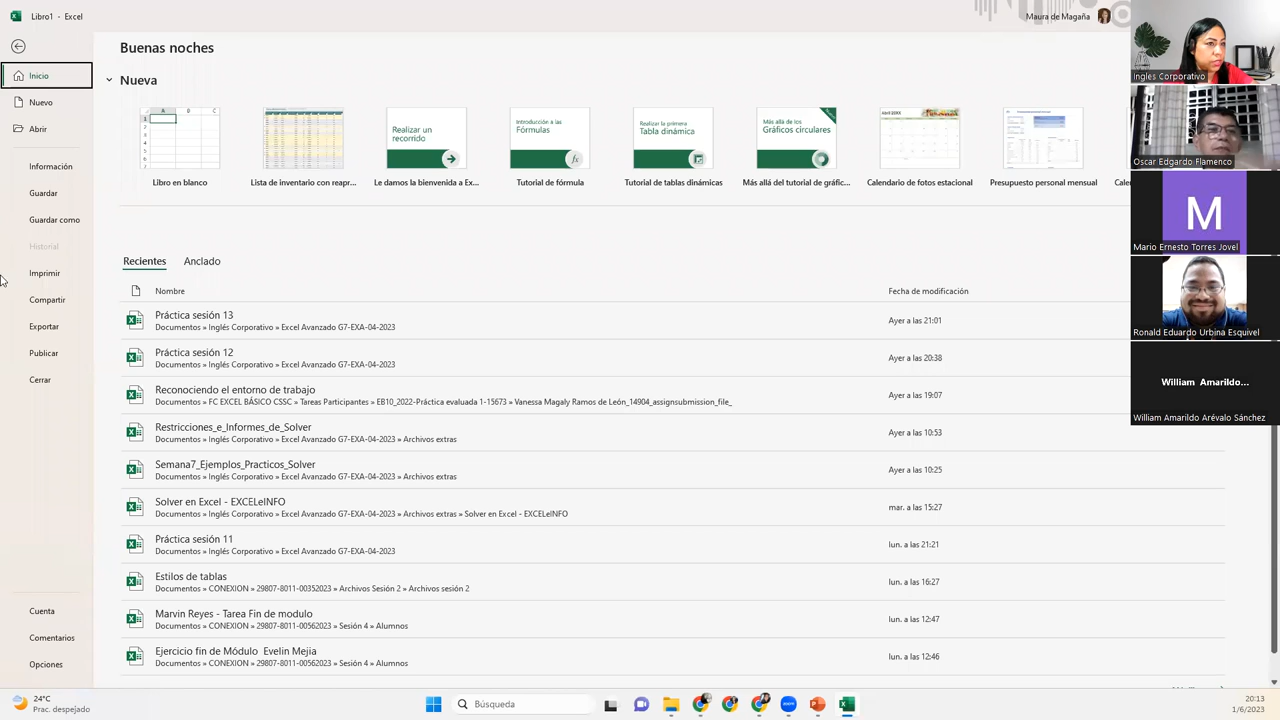 Libro1 - Excel
Maura de Magaña
Inicio
Nuevo
Abrir
Información
Guardar
Guardar como
Historial
Imprimir
Compartir
Exportar
Publicar
Cerrar
Cuenta
Comentarios
Opciones
Buenas noches
Nueva
A B C
Realizar un
recorrido
Introducción a las
Fórmulas
fx
Realizar la primera
Tabla dinámica
Más allá de los
Gráficos circulares
Abril 20XX
Libro en blanco
Lista de inventario con reapr...
Le damos la bienvenida a Ex...
Tutorial de fórmula
Tutorial de tablas dinámicas
Más allá del tutorial de gráfic...
Calendario de fotos estacional
Presupuesto personal mensual
Recientes
Anclado
Nombre
Fecha de modificación
Práctica sesión 13
Documentos » Inglés Corporativo » Excel Avanzado G7-EXA-04-2023
Ayer a las 21:01
Práctica sesión 12
Documentos » Inglés Corporativo » Excel Avanzado G7-EXA-04-2023
Ayer a las 20:38
Reconociendo el entorno de trabajo
Documentos » FC EXCEL BÁSICO CSSC » Tareas Participantes » EB10_2022-Práctica evaluada 1-15673 » Vanessa Magaly Ramos de León_14904_assignsubmission_file_
Ayer a las 19:07
Restricciones_e_Informes_de_Solver
Documentos » Inglés Corporativo » Excel Avanzado G7-EXA-04-2023 » Archivos extras
Ayer a las 10:53
Semana7_Ejemplos_Practicos_Solver
Documentos » Inglés Corporativo » Excel Avanzado G7-EXA-04-2023 » Archivos extras
Ayer a las 10:25
Solver en Excel - EXCELeINFO
Documentos » Inglés Corporativo » Excel Avanzado G7-EXA-04-2023 » Archivos extras » Solver en Excel - EXCELeINFO
mar. a las 15:27
Práctica sesión 11
Documentos » Inglés Corporativo » Excel Avanzado G7-EXA-04-2023
lun. a las 21:21
Estilos de tablas
Documentos » CONEXION » 29807-8011-00352023 » Archivos Sesión 2 » Archivos sesión 2
lun. a las 16:27
Marvin Reyes - Tarea Fin de modulo
Documentos » CONEXION » 29807-8011-00562023 » Sesión 4 » Alumnos
lun. a las 12:47
Ejercicio fin de Módulo Evelin Mejia
Documentos » CONEXION » 29807-8011-00562023 » Sesión 4 » Alumnos
lun. a las 12:46
Ingles Corporativo
Oscar Edgardo Flamenco
M
Mario Ernesto Torres Jovel
Ronald Eduardo Urbina Esquivel
William Amarildo...
William Amarildo Arévalo Sánchez
24°C
Prac. despejado
Búsqueda
20:13
1/6/2023